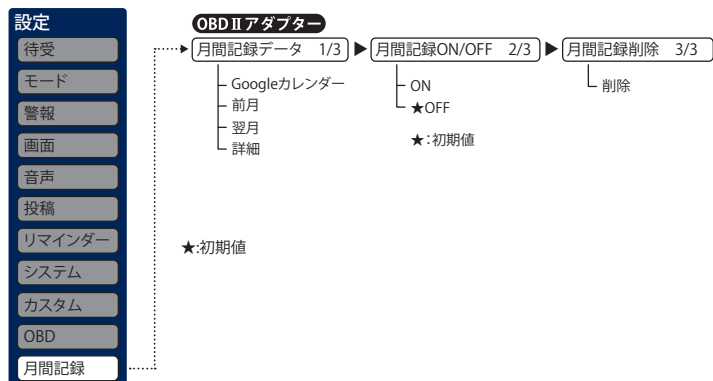 設定
待受
モード
警報
画面
音声
投稿
リマインダー
システム
カスタム
OBD
月間記録
OBDⅡアダプター
月間記録データ 1/3
Googleカレンダー
前月
翌月
詳細
▶月間記録ON/OFF 2/3
ON
★OFF
★：初期値
▶月間記録削除 3/3
削除
★:初期値